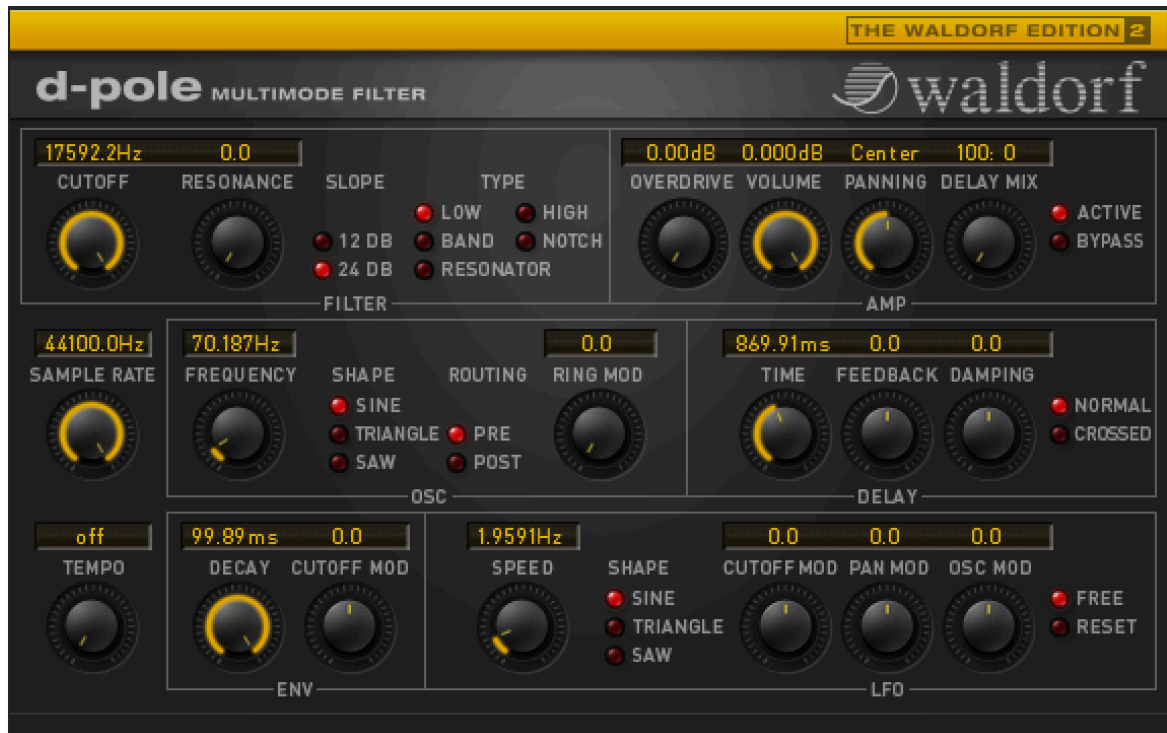 THE WALDORF EDITION 2
d-pole MULTIMODE FILTER
waldorf
17592.2Hz 0.0
CUTOFF RESONANCE SLOPE TYPE
LOW HIGH
12 DB BAND NOTCH
24 DB RESONATOR
FILTER
0.00dB 0.000dB Center 100: 0
OVERDRIVE VOLUME PANNING DELAY MIX
ACTIVE
BYPASS
AMP
44100.0Hz
SAMPLE RATE
70.187Hz 0.0
FREQUENCY SHAPE ROUTING RING MOD
SINE
TRIANGLE PRE
SAW POST
OSC
869.91ms 0.0 0.0
TIME FEEDBACK DAMPING
NORMAL
CROSSED
DELAY
off
TEMPO
99.89ms 0.0
DECAY CUTOFF MOD
ENV
1.9591Hz 0.0 0.0 0.0
SPEED SHAPE CUTOFF MOD PAN MOD OSC MOD
SINE FREE
TRIANGLE RESET
SAW
LFO